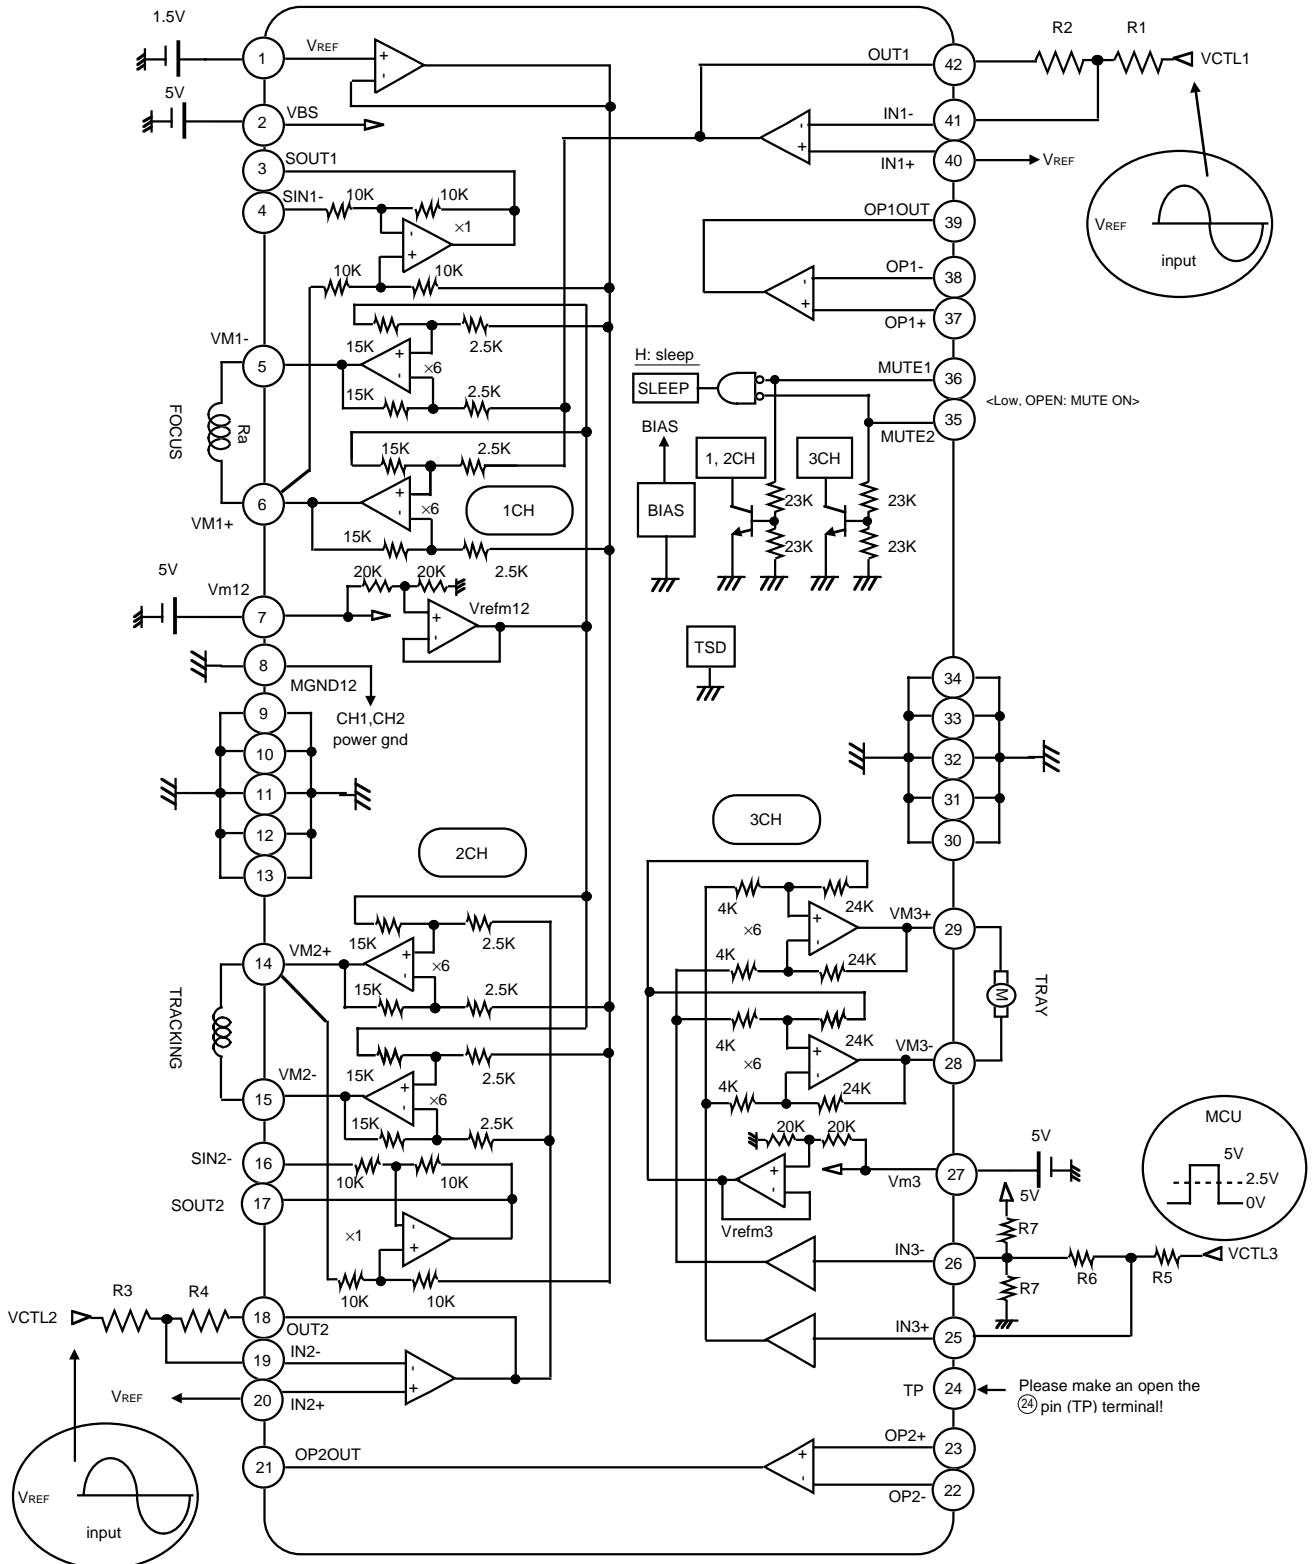 1.5V
1
VREF
5V
2
VBS
3
SOUT1
4
SIN1-
10K
10K
×1
10K
10K
VM1-
5
15K
2.5K
×6
15K
2.5K
FOCUS
Ra
6
VM1+
15K
2.5K
×6
15K
2.5K
1CH
5V
Vm12
7
20K
20K
Vrefm12
8
MGND12
CH1,CH2
power gnd
9
10
11
12
13
2CH
14
VM2+
15K
2.5K
×6
15K
2.5K
TRACKING
VM2-
15
15K
2.5K
×6
15K
2.5K
SIN2-
16
10K
10K
SOUT2
17
×1
10K
10K
VCTL2
R3
R4
18
OUT2
19
IN2-
VREF
20
IN2+
21
OP2OUT
VREF
input
OUT1
42
R2
R1
VCTL1
IN1-
41
IN1+
40
VREF
VREF
input
OP1OUT
39
OP1-
38
OP1+
37
H: sleep
SLEEP
MUTE1
36
<Low, OPEN: MUTE ON>
35
MUTE2
BIAS
BIAS
1, 2CH
3CH
23K
23K
23K
23K
TSD
34
33
32
31
30
3CH
4K
24K
×6
VM3+
29
4K
24K
M
TRAY
4K
24K
×6
VM3-
28
4K
24K
20K
20K
Vm3
27
5V
Vrefm3
MCU
5V
2.5V
0V
5V
R7
IN3-
26
R6
R5
VCTL3
R7
IN3+
25
TP
24
Please make an open the
24 pin (TP) terminal!
OP2+
23
OP2-
22